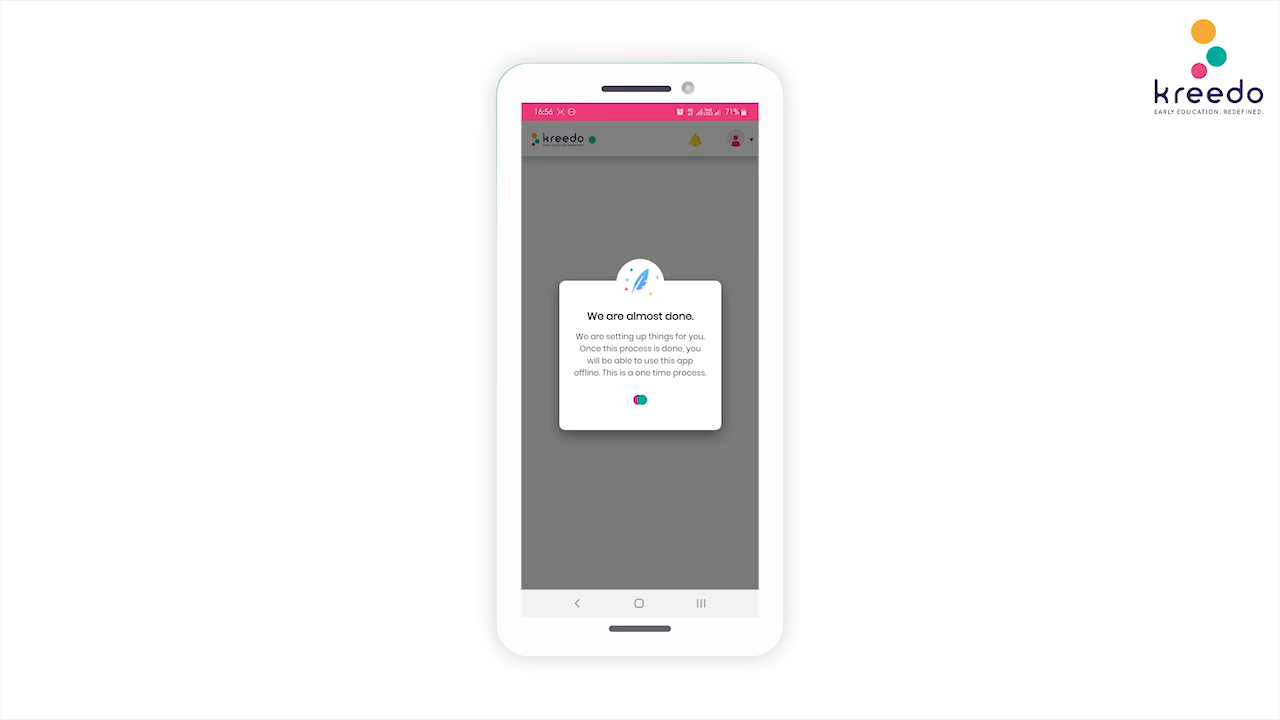 kreedo
EARLY EDUCATION. REDEFINED.
16:56
71%
kreedo
We are almost done.
We are setting up things for you.
Once this process is done, you
will be able to use this app
offline. This is a one time process.